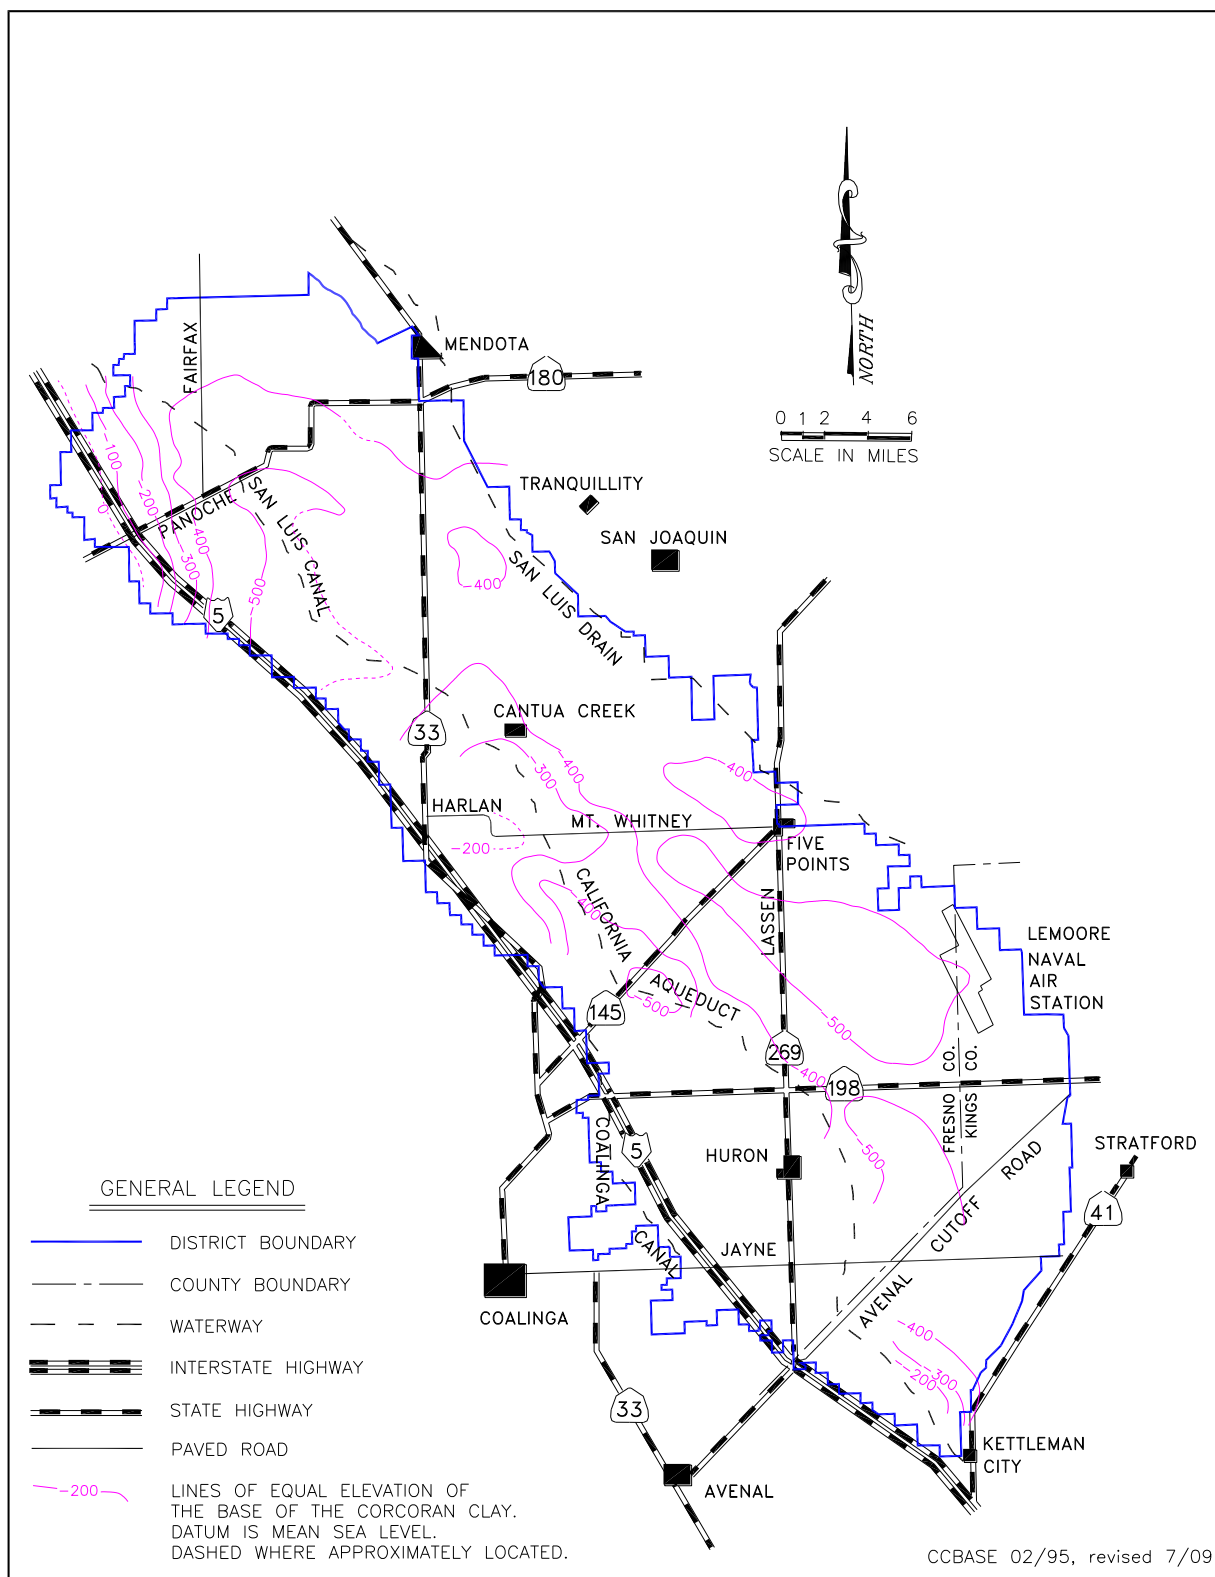 NORTH
0 1 2 4 6
SCALE IN MILES
MENDOTA
FAIRFAX
180
PANOCHE
TRANQUILLITY
SAN JOAQUIN
SAN LUIS CANAL
SAN LUIS DRAIN
-100
-200
-300
-400
-500
0
-400
5
33
CANTUA CREEK
-300
-400
-400
HARLAN
MT. WHITNEY
-200
FIVE
POINTS
LASSEN
CALIFORNIA
AQUEDUCT
-400
-500
-500
145
269
-400
198
LEMOORE
NAVAL
AIR
STATION
FRESNO CO.
KINGS CO.
COALINGA
CANAL
5
HURON
-500
STRATFORD
41
AVENAL
CUTOFF
ROAD
JAYNE
COALINGA
-400
-300
-200
33
AVENAL
KETTLEMAN
CITY
GENERAL LEGEND
DISTRICT BOUNDARY
COUNTY BOUNDARY
WATERWAY
INTERSTATE HIGHWAY
STATE HIGHWAY
PAVED ROAD
-200
LINES OF EQUAL ELEVATION OF
THE BASE OF THE CORCORAN CLAY.
DATUM IS MEAN SEA LEVEL.
DASHED WHERE APPROXIMATELY LOCATED.
CCBASE 02/95, revised 7/09